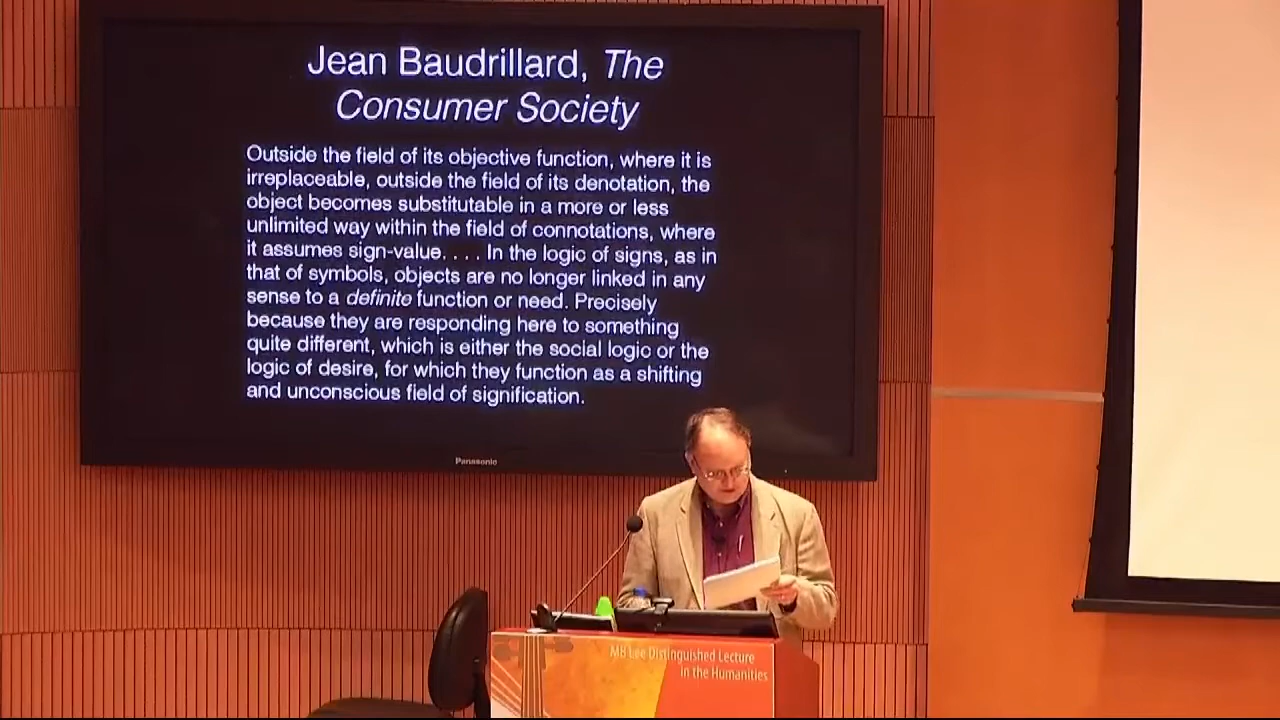 Jean Baudrillard, The
Consumer Society
Outside the field of its objective function, where it is
irreplaceable, outside the field of its denotation, the
object becomes substitutable in a more or less
unlimited way within the field of connotations, where
it assumes sign-value. . . . In the logic of signs, as in
that of symbols, objects are no longer linked in any
sense to a definite function or need. Precisely
because they are responding here to something
quite different, which is either the social logic or the
logic of desire, for which they function as a shifting
and unconscious field of signification.
Panasonic
MB Lee Distinguished Lecture
in the Humanities